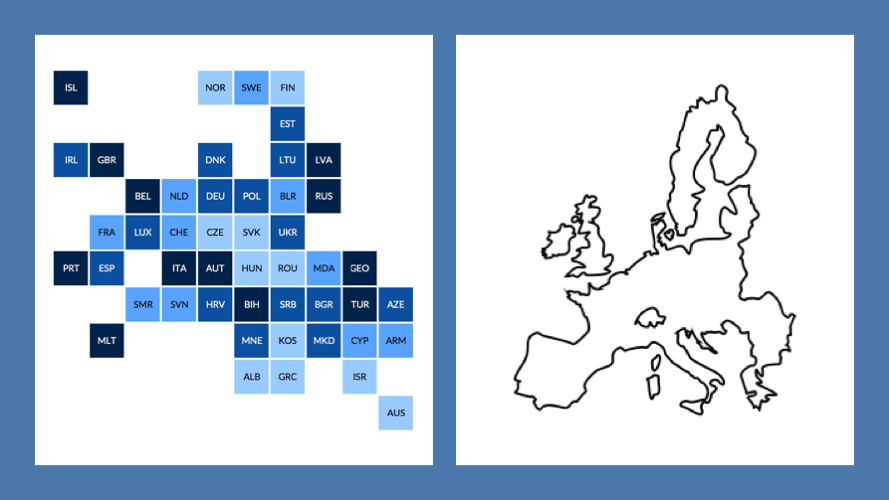 ISL NOR SWE FIN
EST
IRL GBR DNK LTU LVA
BEL NLD DEU POL BLR RUS
FRA LUX CHE CZE SVK UKR
PRT ESP ITA AUT HUN ROU MDA GEO
SMR SVN HRV BIH SRB BGR TUR AZE
MLT MNE KOS MKD CYP ARM
ALB GRC ISR
AUS